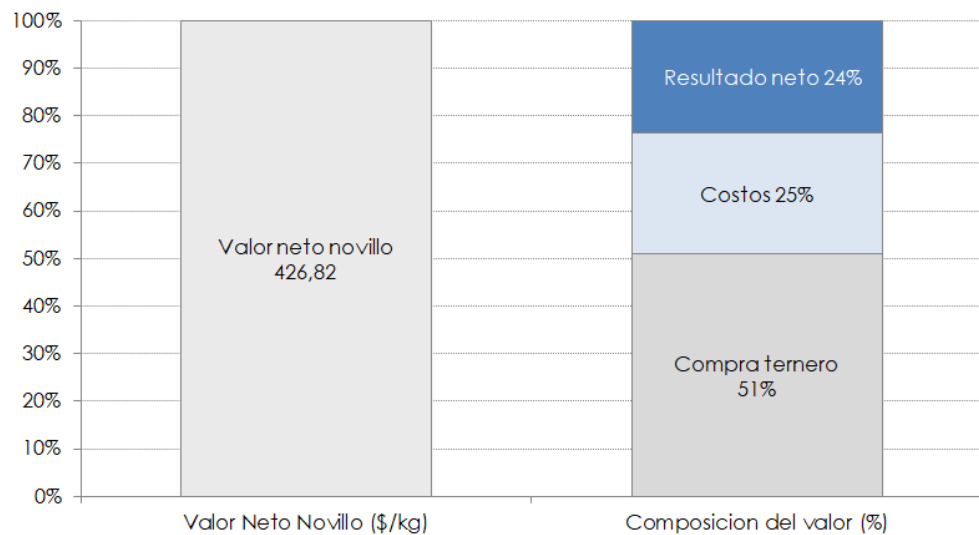 100%
90%
80%
70%
60%
50%
40%
30%
20%
10%
0%
Valor neto novillo
426,82
Resultado neto 24%
Costos 25%
Compra ternero
51%
Valor Neto Novillo ($/kg)
Composicion del valor (%)